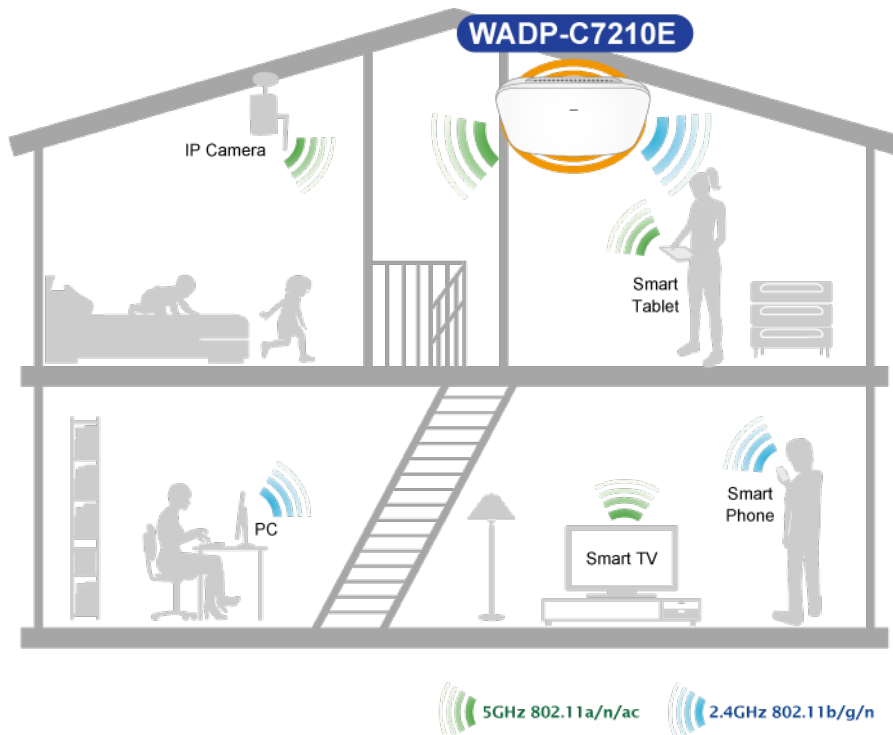 WADP-C7210E
IP Camera
Smart
Tablet
PC
Smart
Phone
Smart TV
5GHz 802.11a/n/ac
2.4GHz 802.11b/g/n